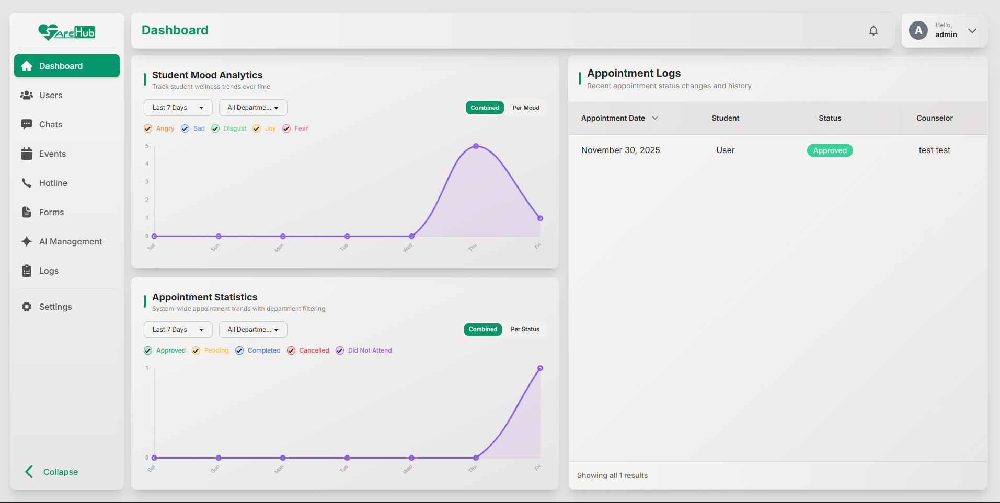 SafeHub
Dashboard
Users
Chats
Events
Hotline
Forms
AI Management
Logs
Settings
Collapse
Dashboard
A
Hello,
admin
Student Mood Analytics
Track student wellness trends over time
Last 7 Days
All Departme...
Combined
Per Mood
Angry
Sad
Disgust
Joy
Fear
5
4
3
2
1
0
Sat
Sun
Mon
Tue
Wed
Thu
Fri
Appointment Statistics
System-wide appointment trends with department filtering
Last 7 Days
All Departme...
Combined
Per Status
Approved
Pending
Completed
Cancelled
Did Not Attend
1
0
Sat
Sun
Mon
Tue
Wed
Thu
Fri
Appointment Logs
Recent appointment status changes and history
Appointment Date Student Status Counselor
November 30, 2025 User Approved test test
Showing all 1 results